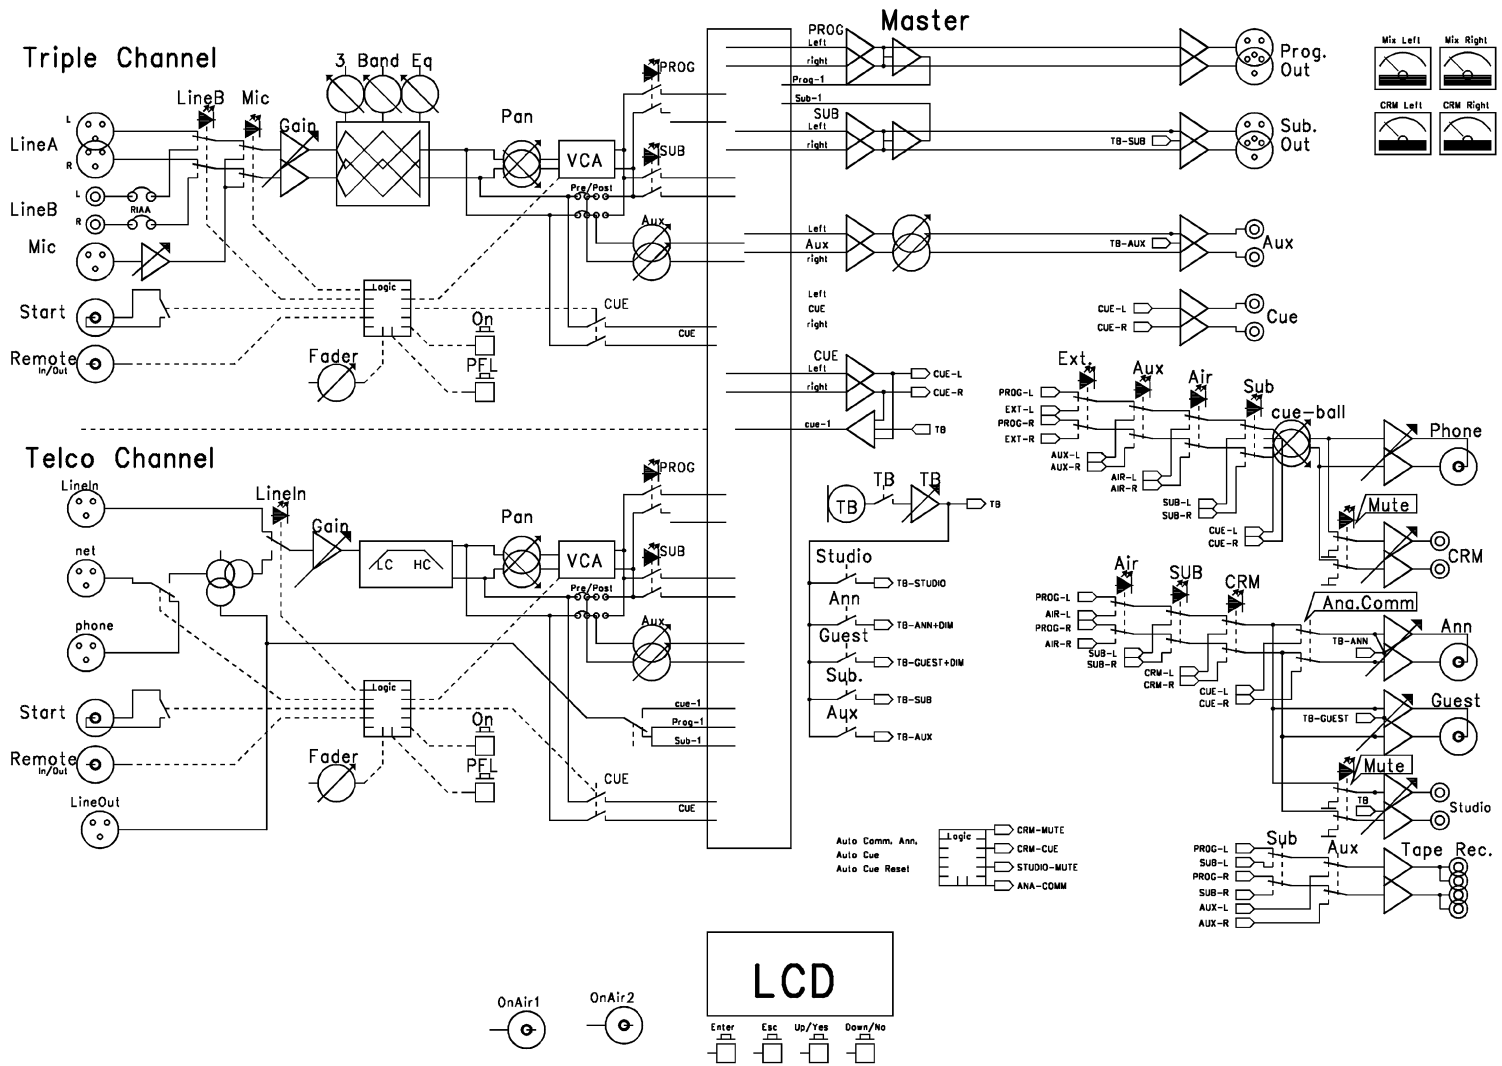 Master
Triple Channel
3 Band Eq
LineB
Mic
Gain
Pan
PROG
L
LineA
R
VCA
SUB
L
LineB
R
RIAA
Pre/Post
Mic
Aux
Start
Logic
CUE
On
CUE
Remote
In/Out
Fader
PFL
PROG
Left
right
Prog-1
Sub-1
SUB
Left
right
Left
Aux
right
Left
CUE
right
CUE
Left
right
cue-1
CUE-L
CUE-R
TB
Prog.
Out
TB-SUB
Sub.
Out
TB-AUX
Aux
CUE-L
CUE-R
Cue
Mix Left
Mix Right
CRM Left
CRM Right
Ext.
Aux
Air
Sub
cue-ball
PROG-L
EXT-L
PROG-R
EXT-R
AUX-L
AUX-R
AIR-L
AIR-R
SUB-L
SUB-R
CUE-L
CUE-R
Phone
Mute
CRM
Telco Channel
LineIn
LineIn
Gain
Pan
PROG
net
LC HC
VCA
SUB
Pre/Post
phone
Aux
Start
Logic
cue-1
Prog-1
Sub-1
On
Remote
In/Out
Fader
PFL
CUE
CUE
LineOut
TB
TB
TB
TB
Studio
TB-STUDIO
Ann
TB-ANN+DIM
Guest
TB-GUEST+DIM
Sub.
TB-SUB
Aux
TB-AUX
Air
SUB
CRM
Ana.Comm
PROG-L
AIR-L
PROG-R
AIR-R
SUB-L
SUB-R
CRM-L
CRM-R
CUE-L
CUE-R
TB-ANN
Ann
TB-GUEST
Guest
Mute
TB
Studio
Auto Comm. Ann.
Auto Cue
Auto Cue Reset
Logic
CRM-MUTE
CRM-CUE
STUDIO-MUTE
ANA-COMM
Sub
Aux
Tape Rec.
PROG-L
SUB-L
PROG-R
SUB-R
AUX-L
AUX-R
LCD
OnAir1
OnAir2
Enter
Esc
Up/Yes
Down/No